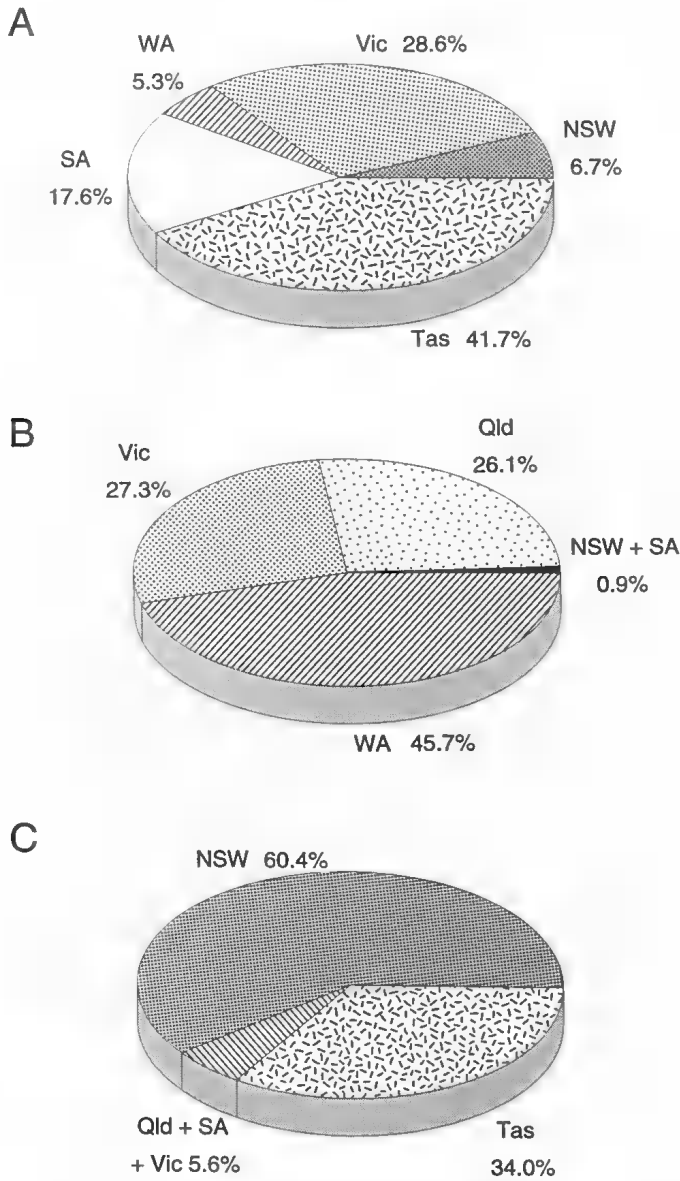 A
WA
5.3%
Vic 28.6%
NSW
6.7%
SA
17.6%
Tas 41.7%
B
Vic
27.3%
Qld
26.1%
NSW + SA
0.9%
WA 45.7%
C
NSW 60.4%
Qld + SA
+ Vic 5.6%
Tas
34.0%